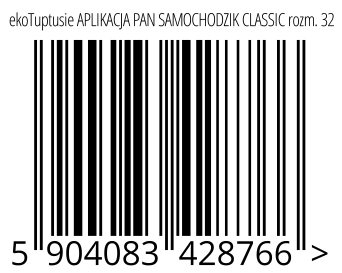 ekoTuptusie APLIKACJA PAN SAMOCHODZIK CLASSIC rozm. 32
5 904083 428766 >